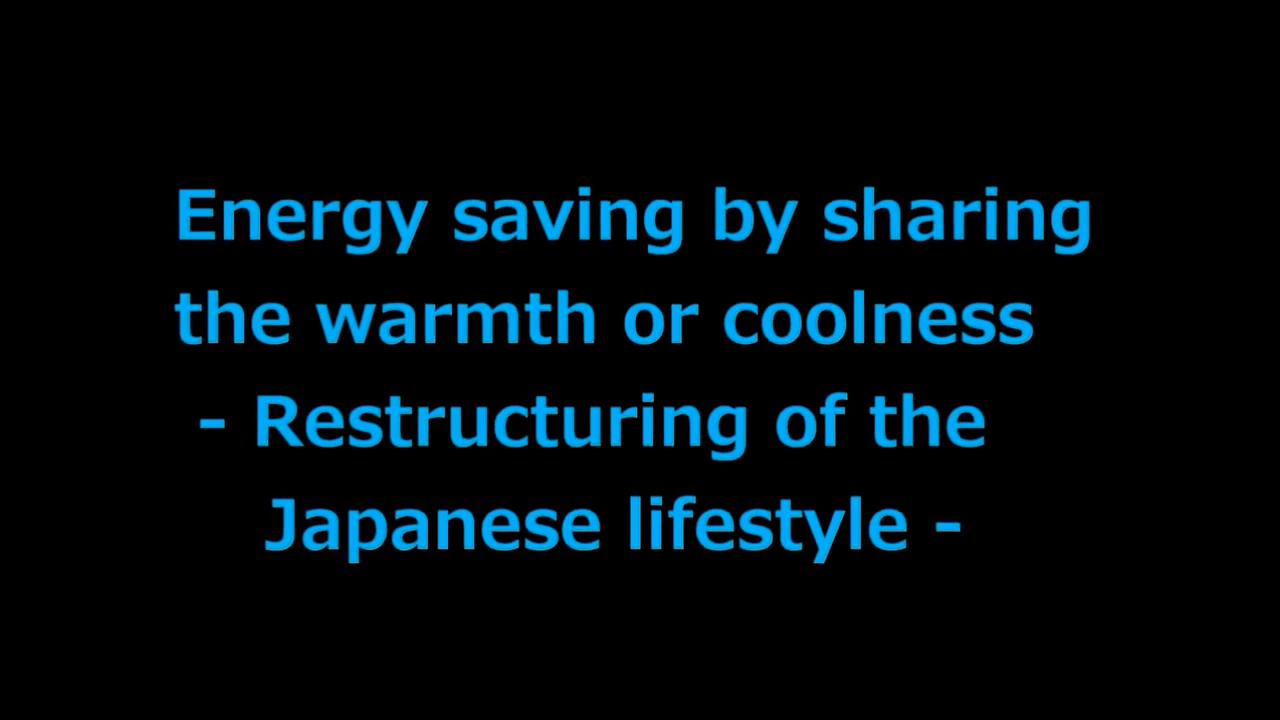 Energy saving by sharing
the warmth or coolness
- Restructuring of the
Japanese lifestyle -